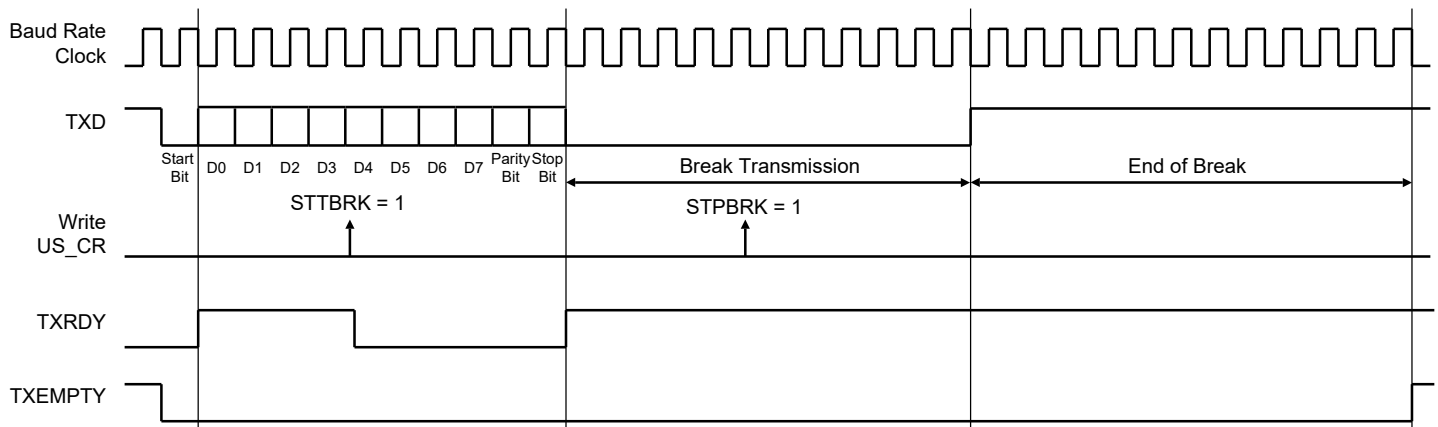 Baud Rate
Clock
TXD
Start
Bit
D0
D1
D2
D3
D4
D5
D6
D7
Parity
Bit
Stop
Bit
Break Transmission
End of Break
STTBRK = 1
STPBRK = 1
Write
US_CR
TXRDY
TXEMPTY